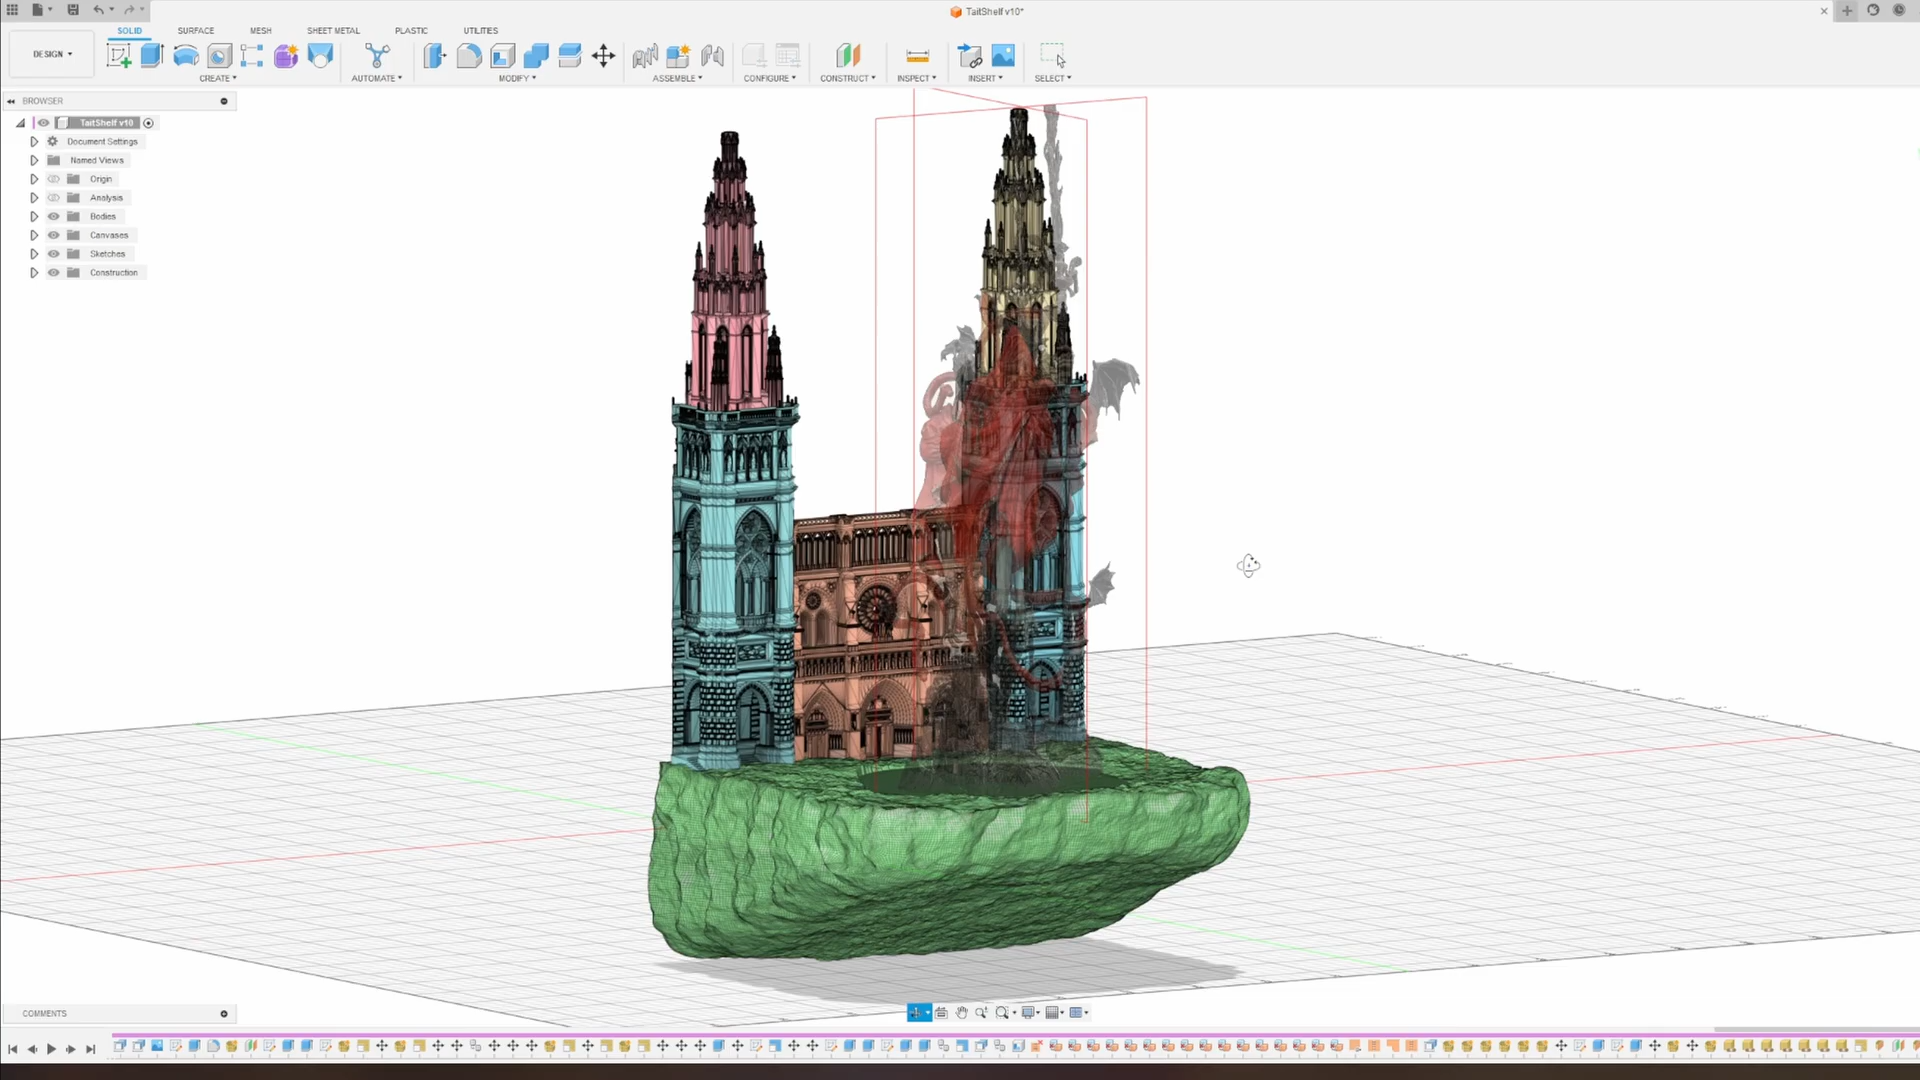 TaitShelf v10*
SOLID SURFACE MESH SHEET METAL PLASTIC UTILITIES
DESIGN
CREATE AUTOMATE MODIFY ASSEMBLE CONFIGURE CONSTRUCT INSPECT INSERT SELECT
BROWSER
TaitShelf v10
Document Settings
Named Views
Origin
Analysis
Bodies
Canvases
Sketches
Construction
COMMENTS